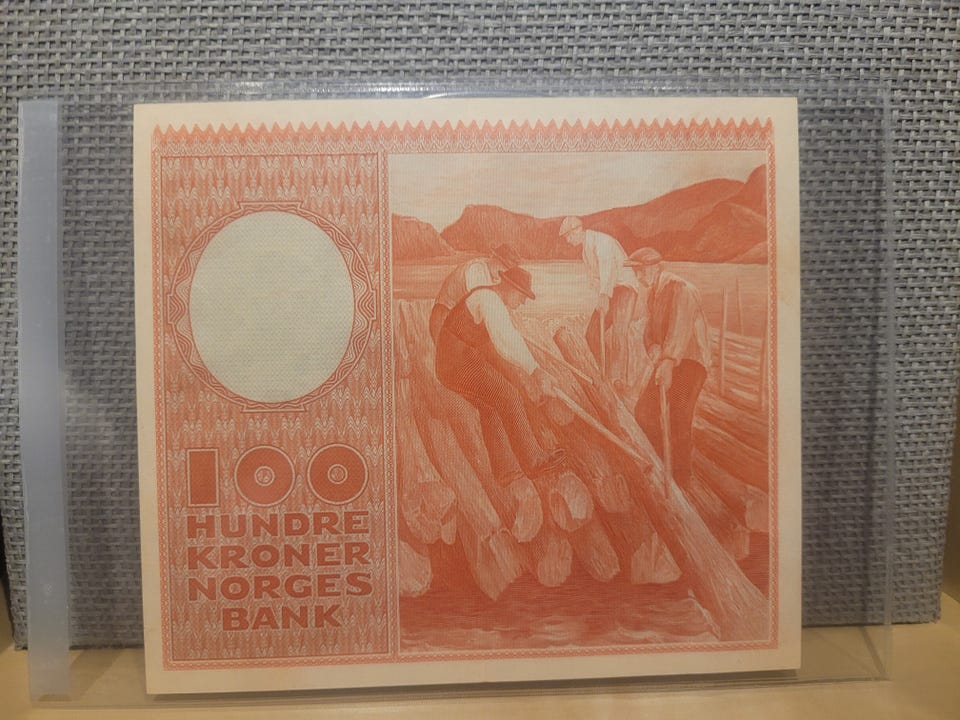 100
HUNDRE
KRONER
NORGES
BANK